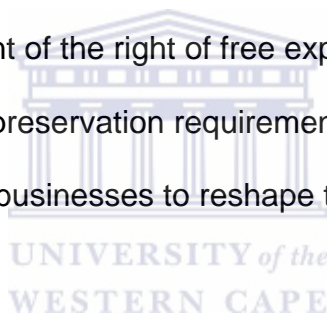 nt of the right of free exp
preservation requiremen
businesses to reshape t
UNIVERSITY of the
WESTERN CAPE